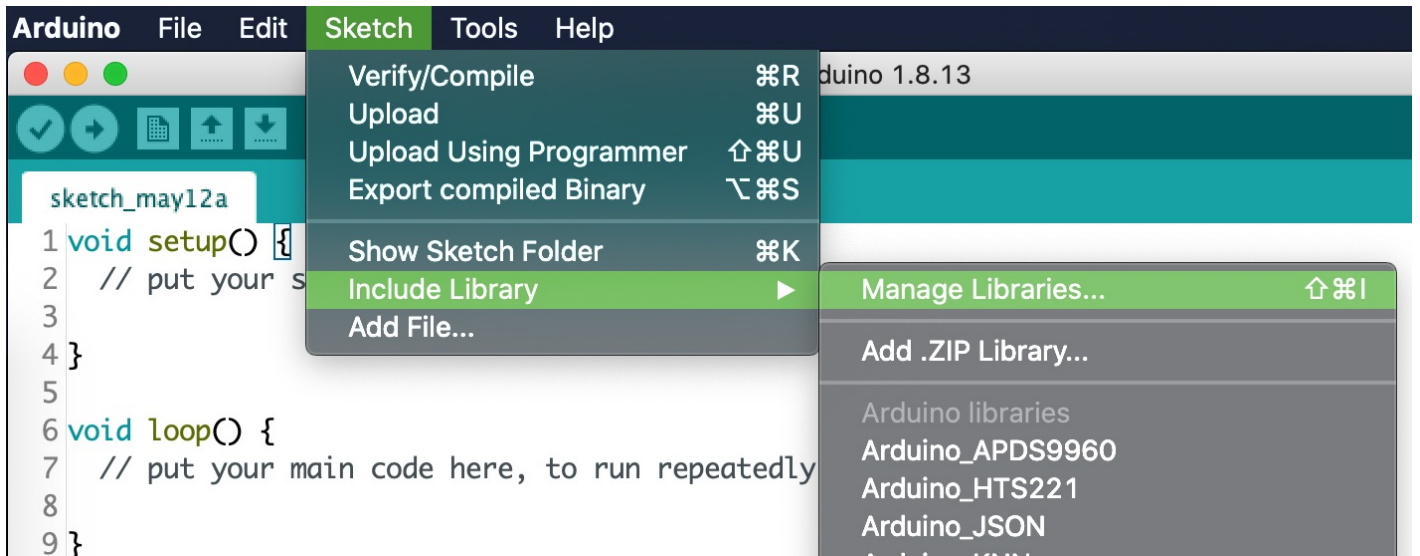 Arduino File Edit Sketch Tools Help
duino 1.8.13
Verify/Compile ⌘R
Upload ⌘U
Upload Using Programmer ⇧⌘U
Export compiled Binary ⌥⌘S
Show Sketch Folder ⌘K
Include Library ▶
Add File...
Manage Libraries... ⇧⌘I
Add .ZIP Library...
Arduino libraries
Arduino_APDS9960
Arduino_HTS221
Arduino_JSON
sketch_may12a
1 void setup() {
2 // put your s
3
4 }
5
6 void loop() {
7 // put your main code here, to run repeatedly
8
9 }